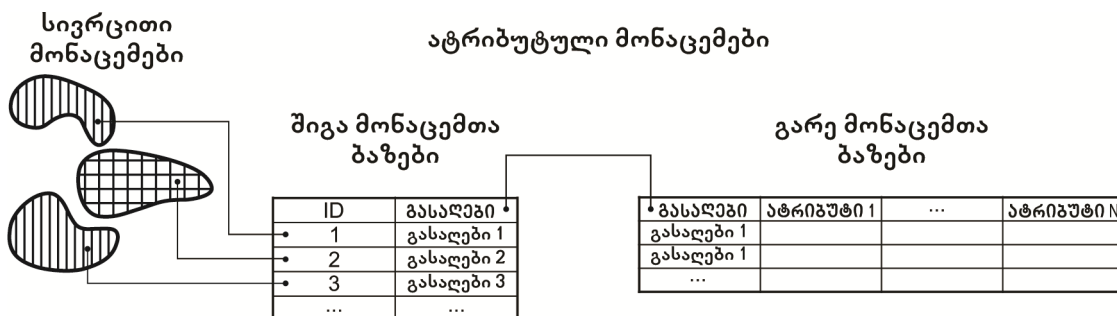 სივრცითი
მონაცემები
ატრიბუტული მონაცემები
შიგა მონაცემთა
ბაზები
გარე მონაცემთა
ბაზები
ID გასაღები
1 გასაღები 1
2 გასაღები 2
3 გასაღები 3
... ...
გასაღები ატრიბუტი 1 ... ატრიბუტი N
გასაღები 1
გასაღები 1
...